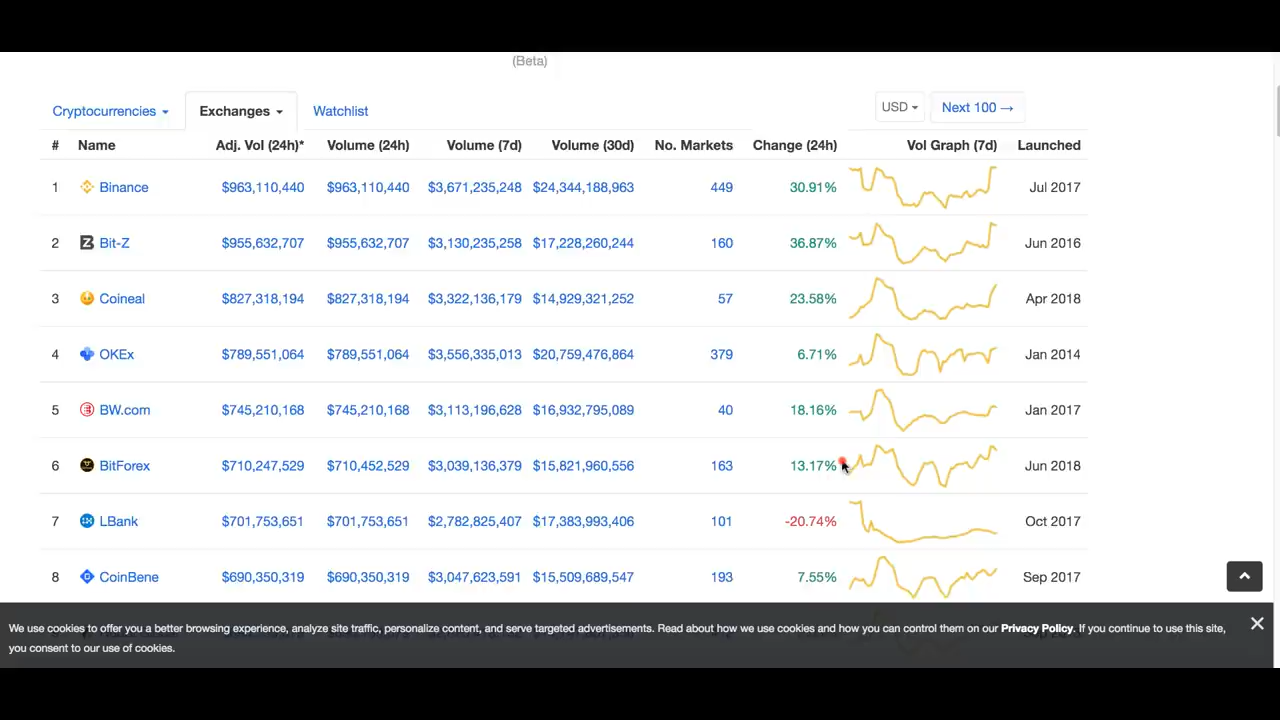 (Beta)
Cryptocurrencies Exchanges Watchlist USD Next 100 →
# Name Adj. Vol (24h)* Volume (24h) Volume (7d) Volume (30d) No. Markets Change (24h) Vol Graph (7d) Launched
1 Binance $963,110,440 $963,110,440 $3,671,235,248 $24,344,188,963 449 30.91% Jul 2017
2 Bit-Z $955,632,707 $955,632,707 $3,130,235,258 $17,228,260,244 160 36.87% Jun 2016
3 Coineal $827,318,194 $827,318,194 $3,322,136,179 $14,929,321,252 57 23.58% Apr 2018
4 OKEx $789,551,064 $789,551,064 $3,556,335,013 $20,759,476,864 379 6.71% Jan 2014
5 BW.com $745,210,168 $745,210,168 $3,113,196,628 $16,932,795,089 40 18.16% Jan 2017
6 BitForex $710,247,529 $710,452,529 $3,039,136,379 $15,821,960,556 163 13.17% Jun 2018
7 LBank $701,753,651 $701,753,651 $2,782,825,407 $17,383,993,406 101 -20.74% Oct 2017
8 CoinBene $690,350,319 $690,350,319 $3,047,623,591 $15,509,689,547 193 7.55% Sep 2017
We use cookies to offer you a better browsing experience, analyze site traffic, personalize content, and serve targeted advertisements. Read about how we use cookies and how you can control them on our Privacy Policy. If you continue to use this site,
you consent to our use of cookies.